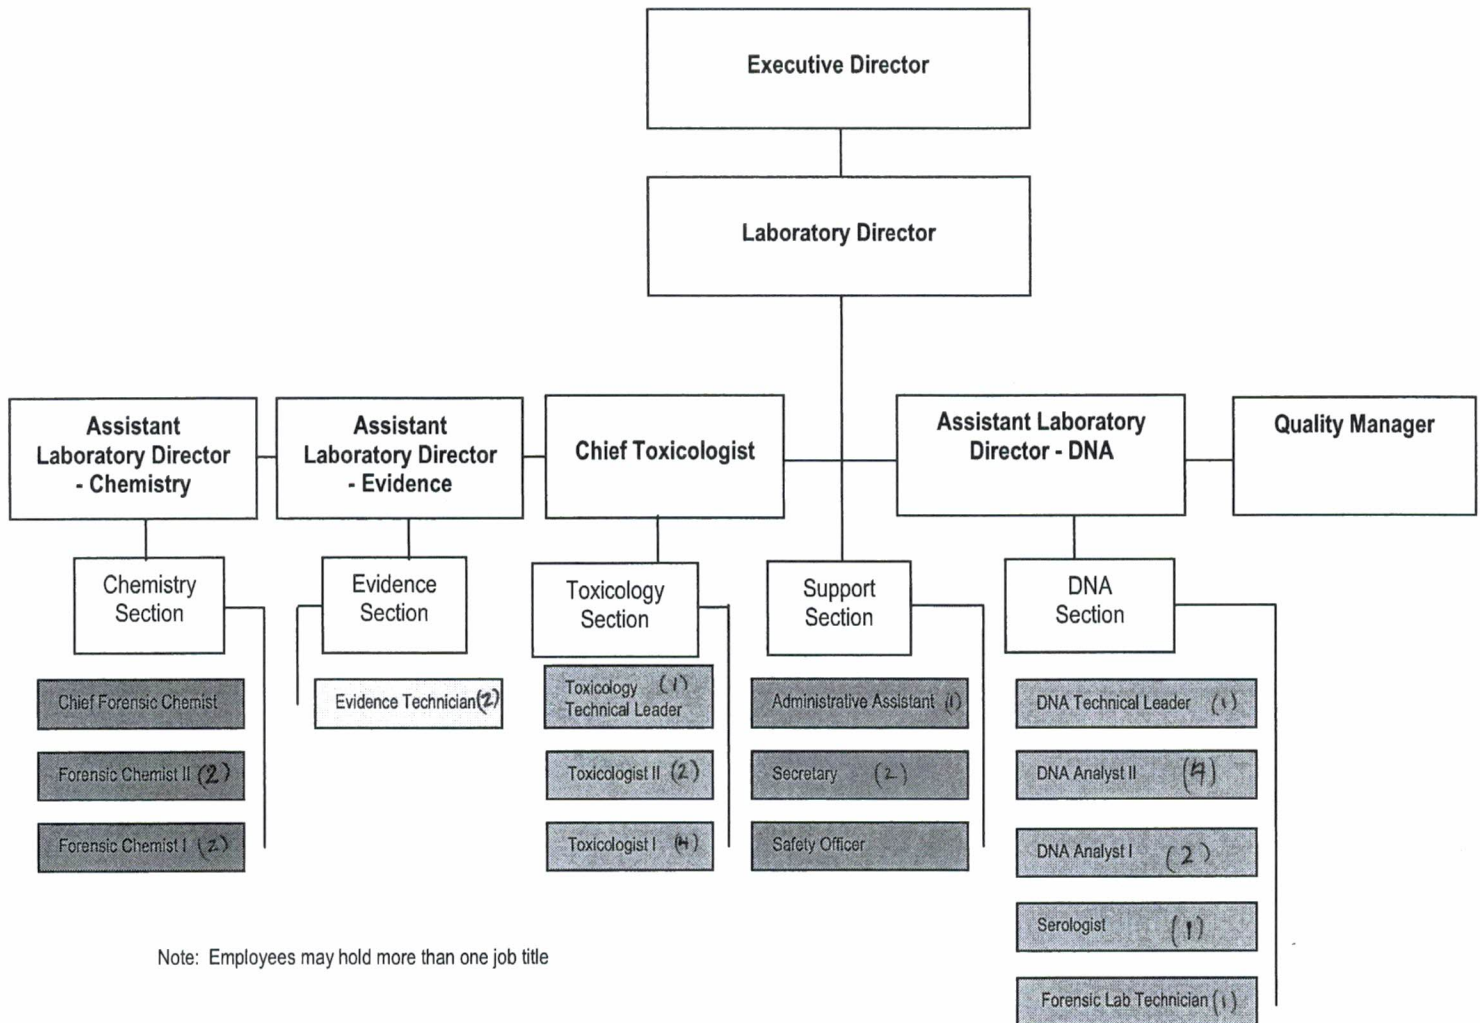 Executive Director
Laboratory Director
Assistant
Laboratory Director
- Chemistry
Assistant
Laboratory Director
- Evidence
Chief Toxicologist
Assistant Laboratory
Director - DNA
Quality Manager
Chemistry
Section
Evidence
Section
Toxicology
Section
Support
Section
DNA
Section
Chief Forensic Chemist
Forensic Chemist II (2)
Forensic Chemist I (2)
Evidence Technician (2)
Toxicology (1)
Technical Leader
Toxicologist II (2)
Toxicologist I (4)
Administrative Assistant (1)
Secretary (2)
Safety Officer
DNA Technical Leader (1)
DNA Analyst II
DNA Analyst I (2)
Serologist (1)
Forensic Lab Technician (1)
Note: Employees may hold more than one job title